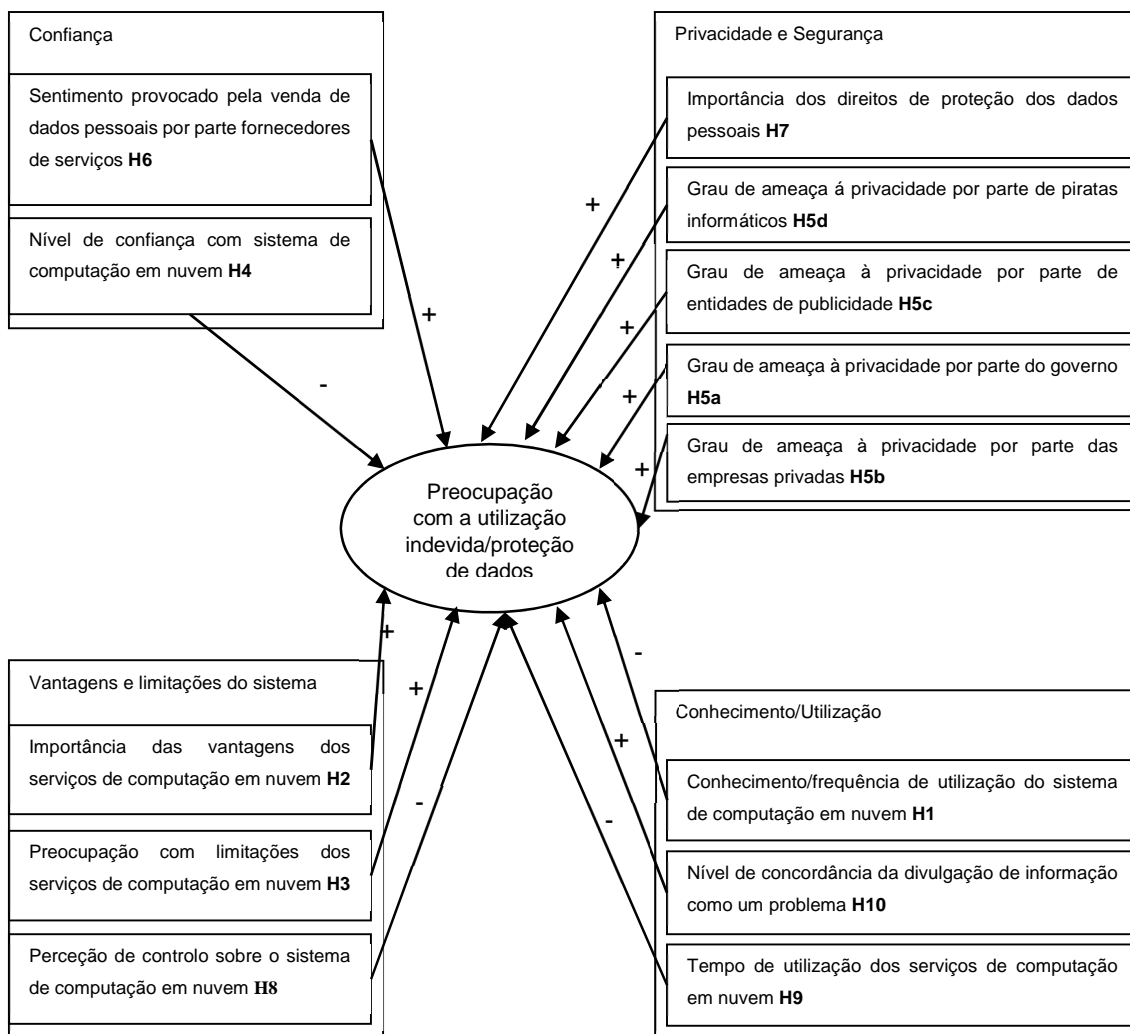 Confiança
Sentimento provocado pela venda de
dados pessoais por parte fornecedores
de serviços H6
Nível de confiança com sistema de
computação em nuvem H4
Privacidade e Segurança
Importância dos direitos de proteção dos dados
pessoais H7
Grau de ameaça á privacidade por parte de piratas
informáticos H5d
Grau de ameaça à privacidade por parte de
entidades de publicidade H5c
Grau de ameaça à privacidade por parte do governo
H5a
Grau de ameaça à privacidade por parte das
empresas privadas H5b
+
+
+
+
-
+
+
Preocupação
com a utilização
indevida/proteção
de dados
+
+
-
-
+
-
Vantagens e limitações do sistema
Importância das vantagens dos
serviços de computação em nuvem H2
Preocupação com limitações dos
serviços de computação em nuvem H3
Perceção de controlo sobre o sistema
de computação em nuvem H8
Conhecimento/Utilização
Conhecimento/frequência de utilização do sistema
de computação em nuvem H1
Nível de concordância da divulgação de informação
como um problema H10
Tempo de utilização dos serviços de computação
em nuvem H9